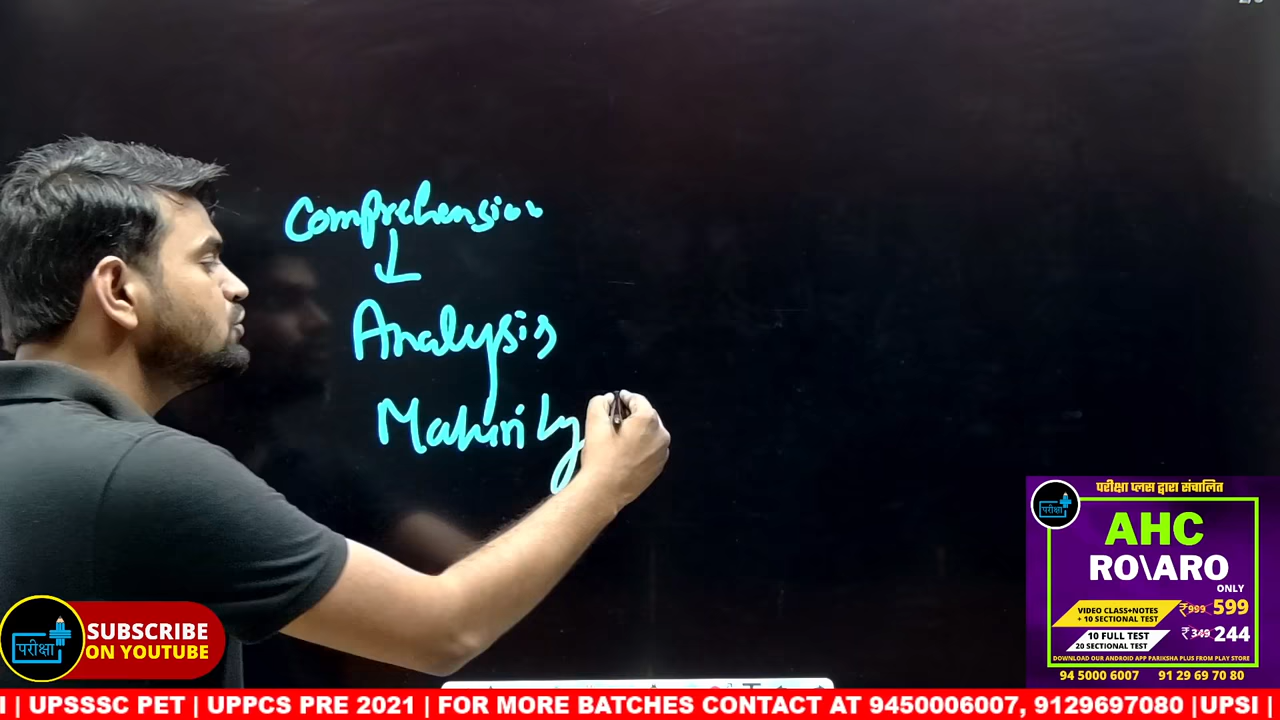 Comprehension
Analysis
Maturity
परीक्षा प्लस द्वारा संचालित
परीक्षा
AHC
RO\ARO
ONLY
VIDEO CLASS+NOTES
+ 10 SECTIONAL TEST
₹999 599
10 FULL TEST
20 SECTIONAL TEST
₹349 244
DOWNLOAD OUR ANDROID APP PARIKSHA PLUS FROM PLAY STORE
94 5000 6007 91 29 69 70 80
परीक्षा
SUBSCRIBE
ON YOUTUBE
| UPSSSC PET | UPPCS PRE 2021 | FOR MORE BATCHES CONTACT AT 9450006007, 9129697080 |UPSI |